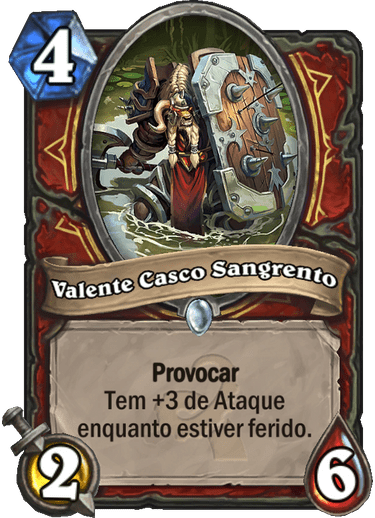 4
Valente Casco Sangrento
Provocar
Tem +3 de Ataque
enquanto estiver ferido.
2
6